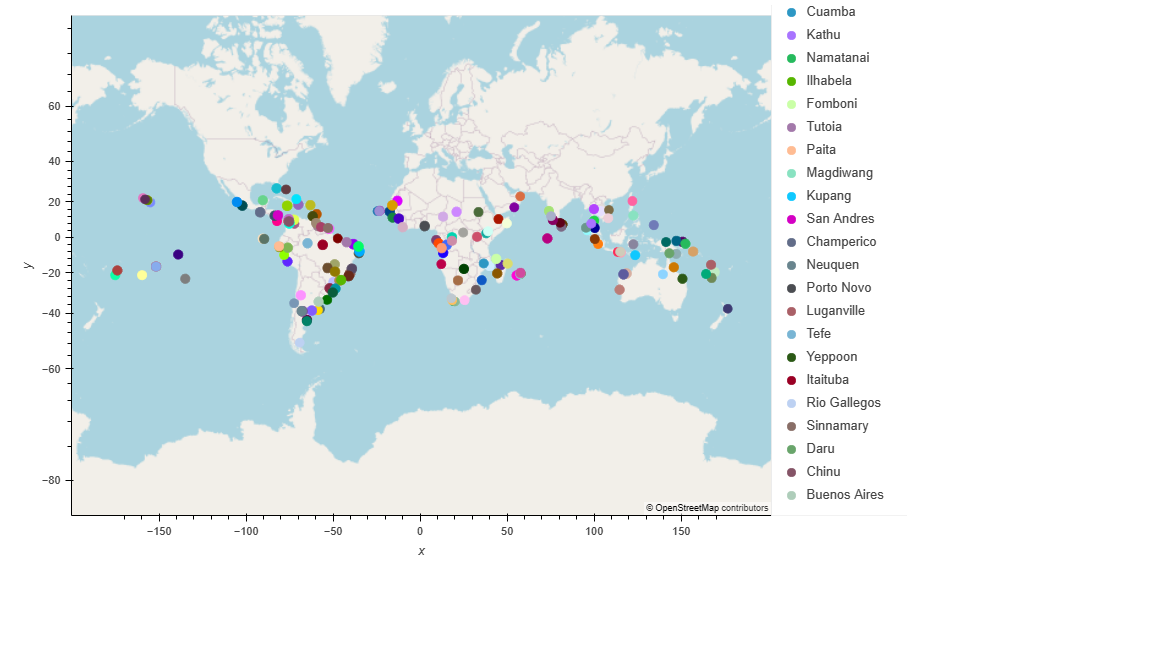 60
40
20
0
−20
−40
−60
−80
y
−150
−100
−50
0
50
100
150
x
© OpenStreetMap contributors
Cuamba
Kathu
Namatanai
Ilhabela
Fomboni
Tutoia
Paita
Magdiwang
Kupang
San Andres
Champerico
Neuquen
Porto Novo
Luganville
Tefe
Yeppoon
Itaituba
Rio Gallegos
Sinnamary
Daru
Chinu
Buenos Aires